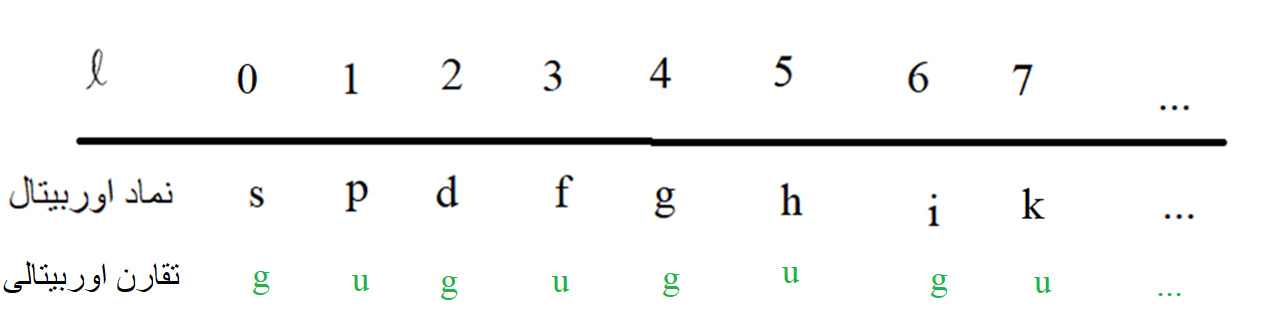 ℓ 0 1 2 3 4 5 6 7 ...
نماد اوربیتال s p d f g h i k ...
تقارن اوربیتالی g u g u g u g u ...